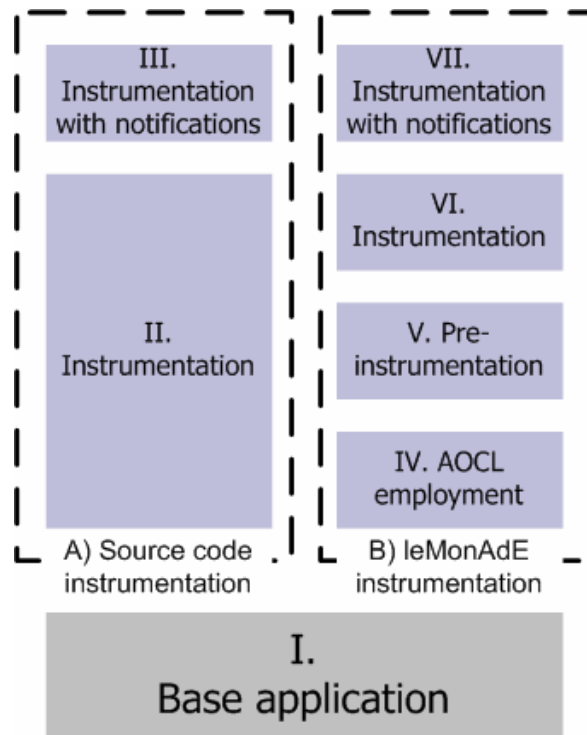 III.
Instrumentation
with notifications
II.
Instrumentation
A) Source code
instrumentation
VII.
Instrumentation
with notifications
VI.
Instrumentation
V. Pre-
instrumentation
IV. AOCL
employment
B) leMonAdE
instrumentation
I.
Base application